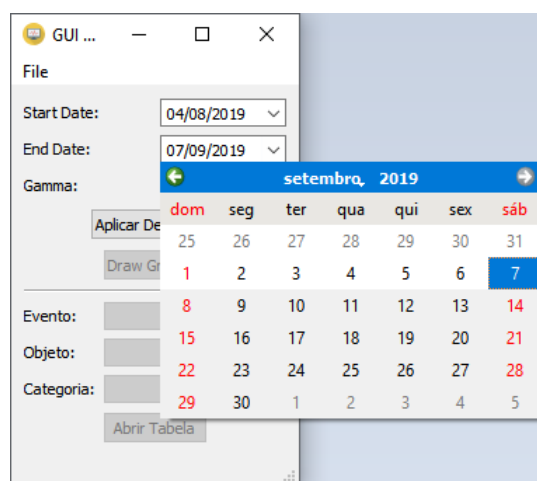 GUI ...
File
Start Date: 04/08/2019
End Date: 07/09/2019
Gamma:
setembro, 2019
dom seg ter qua qui sex sáb
25 26 27 28 29 30 31
1 2 3 4 5 6 7
8 9 10 11 12 13 14
15 16 17 18 19 20 21
22 23 24 25 26 27 28
29 30 1 2 3 4 5
Aplicar De
Draw Gr
Evento:
Objeto:
Categoria:
Abrir Tabela